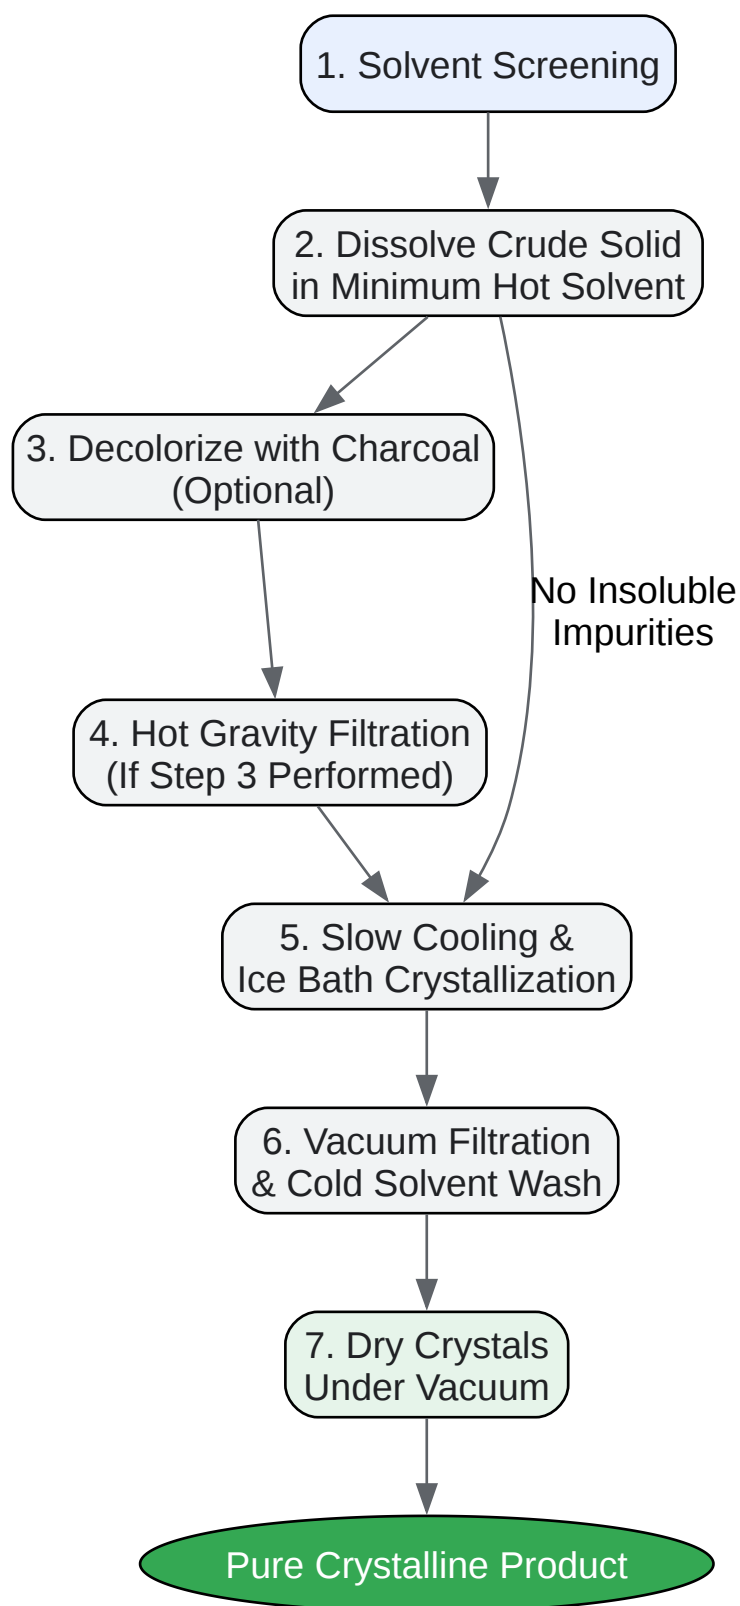 1. Solvent Screening
2. Dissolve Crude Solid
in Minimum Hot Solvent
3. Decolorize with Charcoal
(Optional)
No Insoluble
Impurities
4. Hot Gravity Filtration
(If Step 3 Performed)
5. Slow Cooling &
Ice Bath Crystallization
6. Vacuum Filtration
& Cold Solvent Wash
7. Dry Crystals
Under Vacuum
Pure Crystalline Product